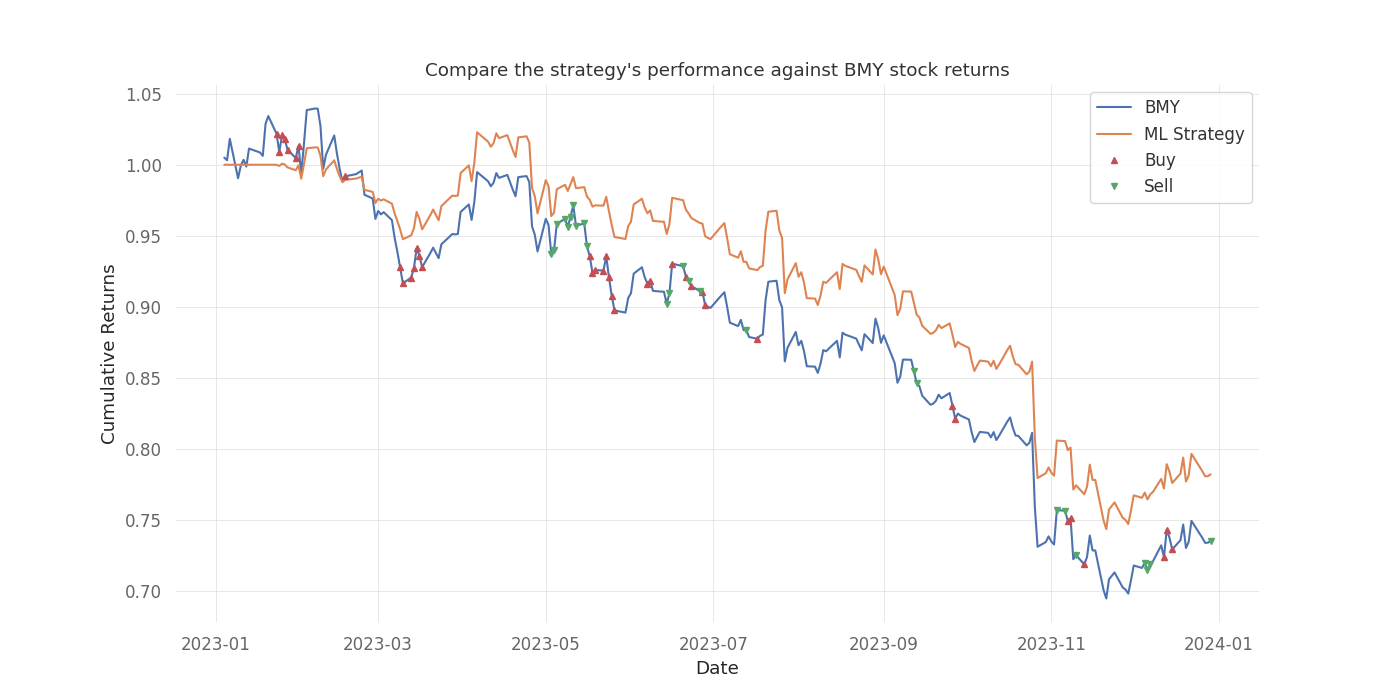 Compare the strategy's performance against BMY stock returns
BMY
ML Strategy
Buy
Sell
Cumulative Returns
1.05
1.00
0.95
0.90
0.85
0.80
0.75
0.70
2023-01
2023-03
2023-05
2023-07
2023-09
2023-11
2024-01
Date